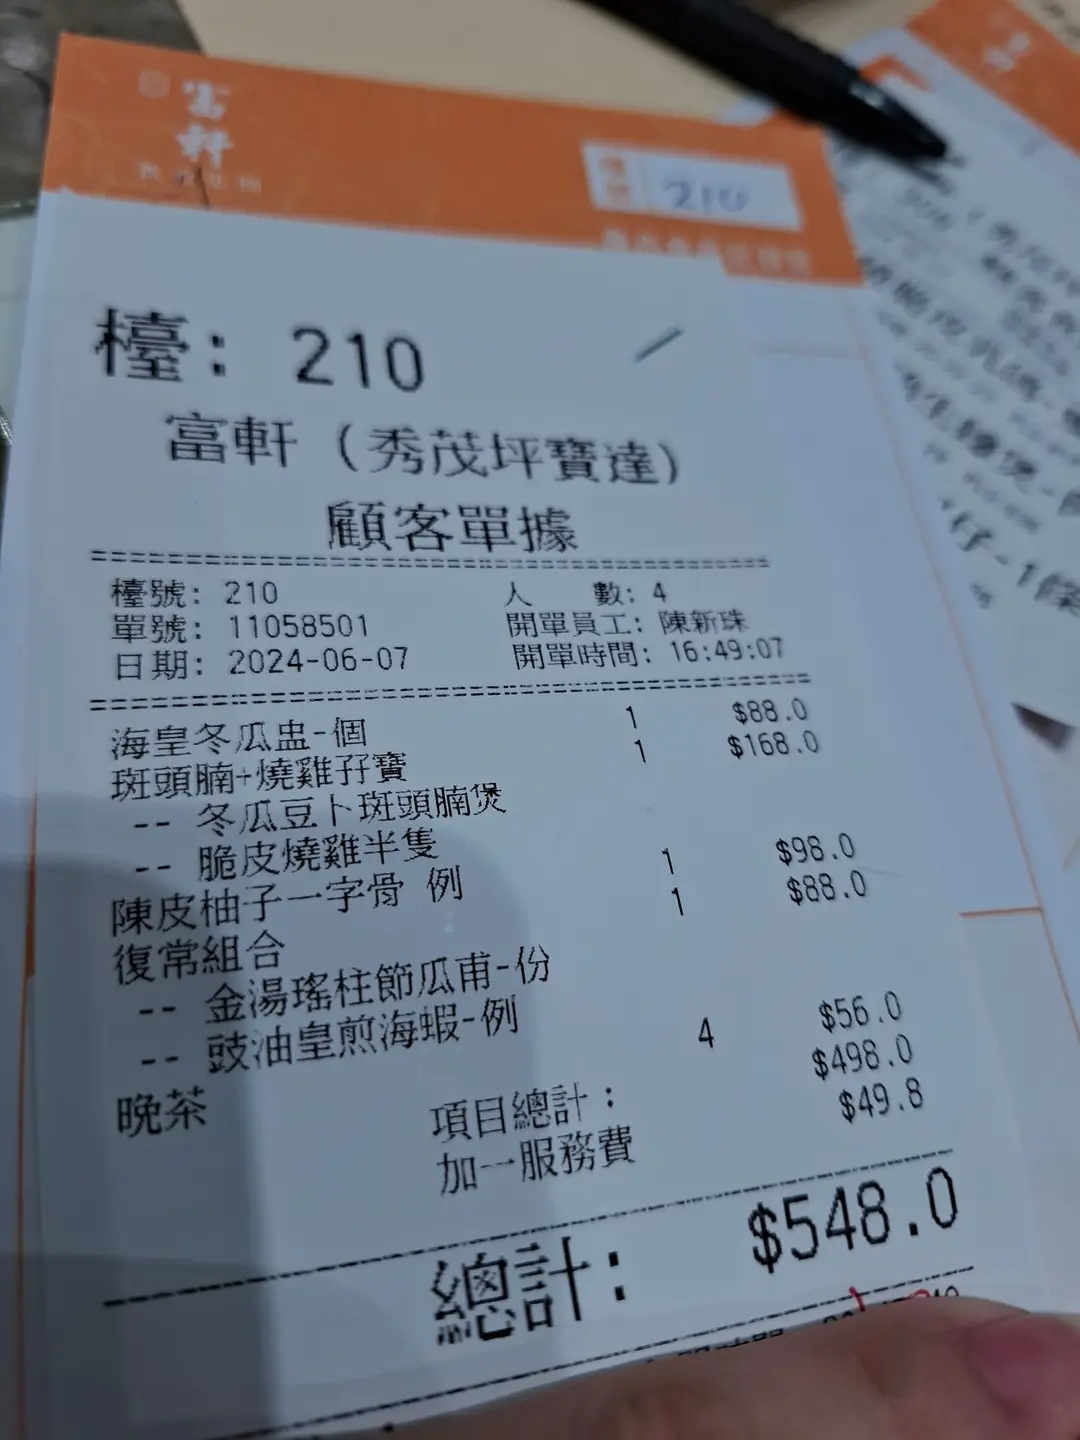 富軒
210
檯: 210
富軒 (秀茂坪寶達)
顧客單據
檯號: 210 人 數: 4
單號: 11058501 開單員工: 陳新珠
日期: 2024-06-07 開單時間: 16:49:07
海皇冬瓜盅-個 1 $88.0
斑頭腩+燒雞孖寶 1 $168.0
-- 冬瓜豆卜斑頭腩煲
-- 脆皮燒雞半隻
陳皮柚子一字骨 例 1 $98.0
復常組合 1 $88.0
-- 金湯瑤柱節瓜甫-份
-- 豉油皇煎海蝦-例
晚茶 4 $56.0
項目總計: $498.0
加一服務費 $49.8
總計: $548.0